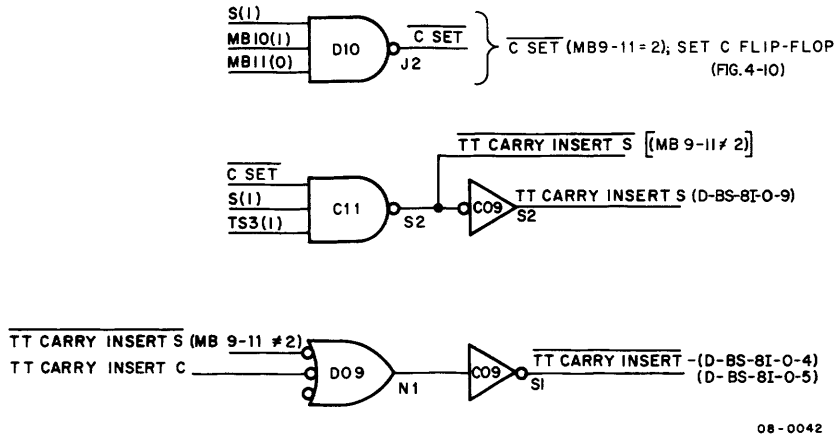 S(1)
MB10(1)
MB11(0)
D10
J2
C SET
C SET (MB9-11=2); SET C FLIP-FLOP
(FIG. 4-10)
TT CARRY INSERT S [(MB 9-11≠2)]
C SET
S(1)
TS3(1)
C11
S2
C09
S2
TT CARRY INSERT S (D-BS-8I-0-9)
TT CARRY INSERT S (MB 9-11 ≠2)
TT CARRY INSERT C
D09
N1
C09
S1
TT CARRY INSERT -(D-BS-8I-0-4)
(D-BS-8I-0-5)
08-0042